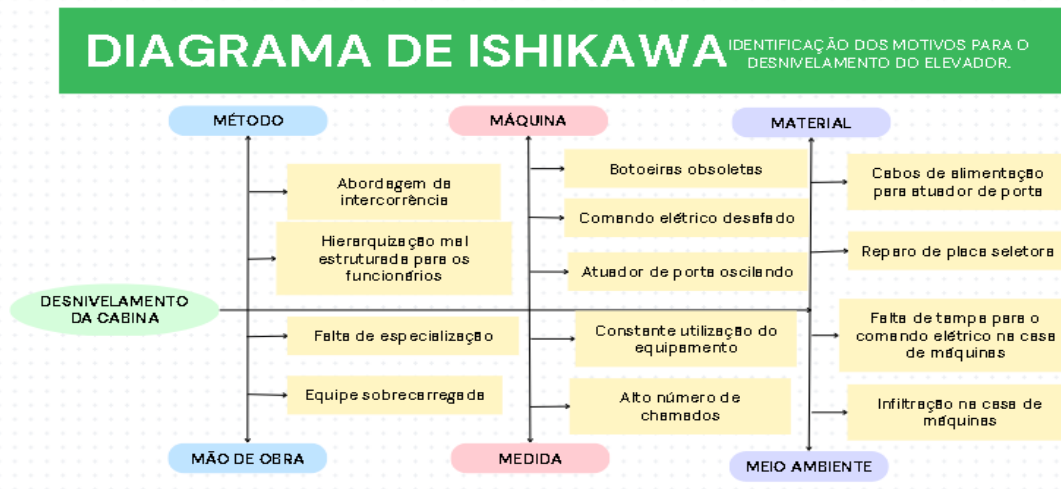 DIAGRAMA DE ISHIKAWA
IDENTIFICAÇÃO DOS MOTIVOS PARA O
DESNIVELAMENTO DO ELEVADOR.
MÉTODO
MÁQUINA
MATERIAL
Abordagem da
intercorrência
Hierarquização mal
estruturada para os
funcionários
Botoeiras obsoletas
Comando elétrico desafado
Atuador de porta oscilando
Cabos de alimentação
para atuador de porta
Reparo de placa seletora
DESNIVELAMENTO
DA CABINA
Falta de especialização
Equipe sobrecarregada
Constante utilização do
equipamento
Alto número de
chamados
Falta de tampa para o
comando elétrico na casa
de máquinas
Infiltração na casa de
máquinas
MÃO DE OBRA
MEDIDA
MEIO AMBIENTE